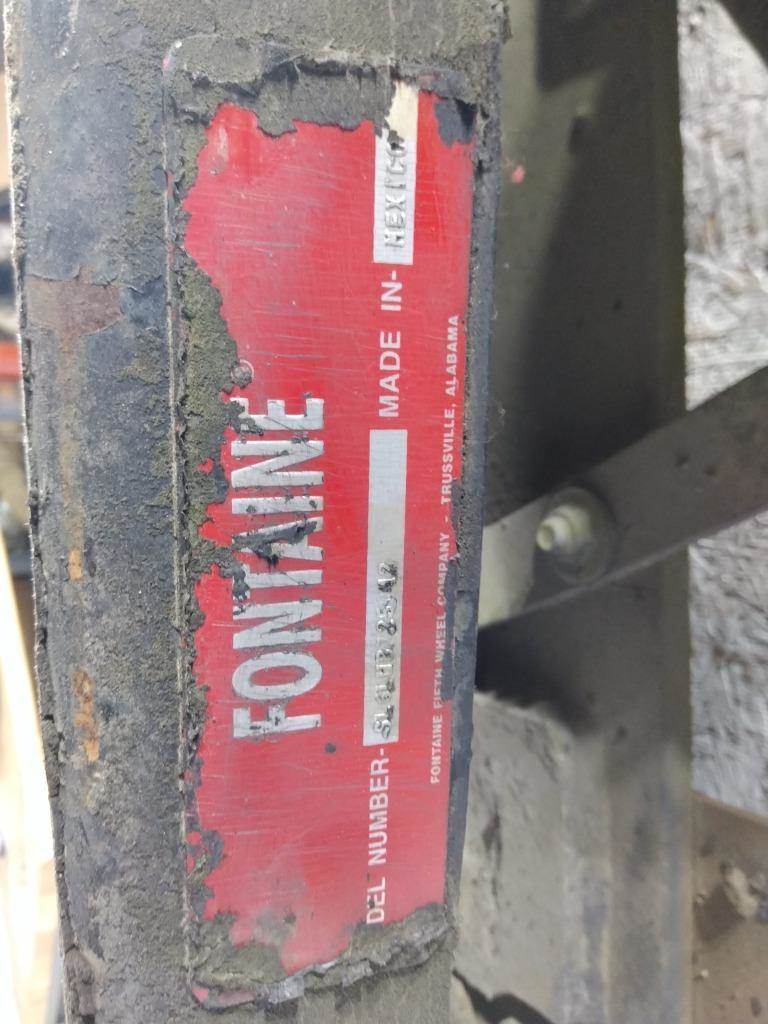 FONTAINE
DEL NUMBER- MADE IN- MEXICO
FONTAINE FIFTH WHEEL COMPANY - TRUSSVILLE, ALABAMA